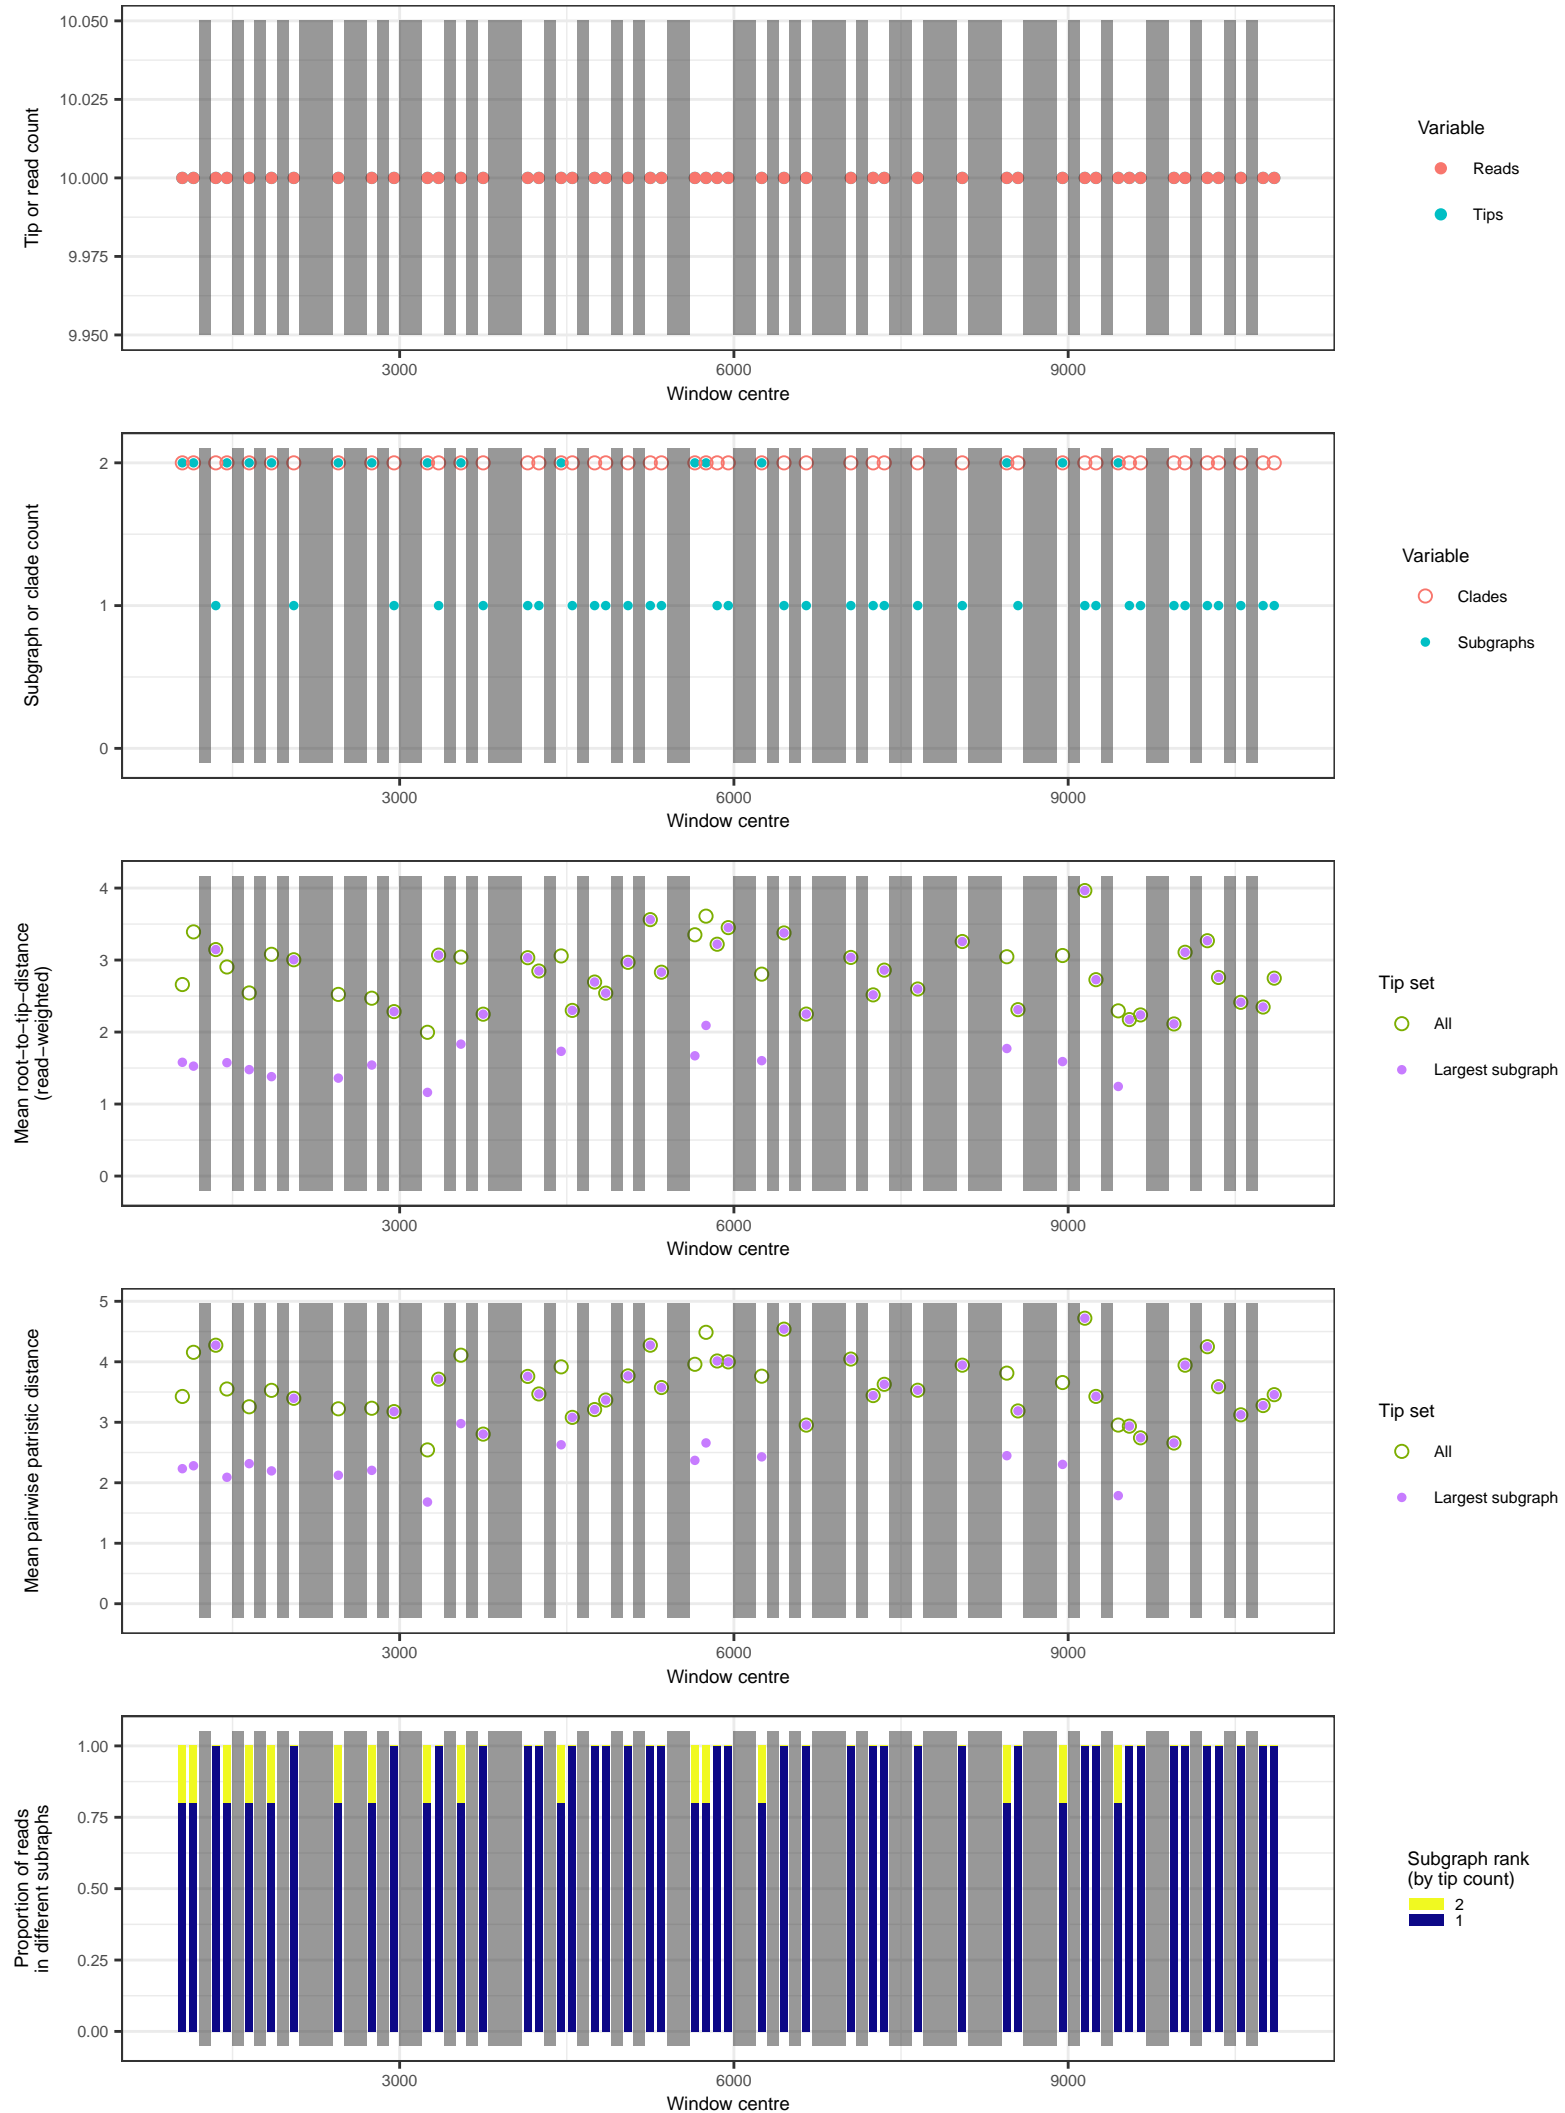 10.050
10.025
10.000
9.975
9.950
Tip or read count
3000 6000 9000
Window centre
Variable
Reads
Tips
2
1
0
Subgraph or clade count
3000 6000 9000
Window centre
Variable
Clades
Subgraphs
4
3
2
1
0
Mean root−to−tip−distance
(read−weighted)
3000 6000 9000
Window centre
Tip set
All
Largest subgraph
5
4
3
2
1
0
Mean pairwise patristic distance
3000 6000 9000
Window centre
Tip set
All
Largest subgraph
1.00
0.75
0.50
0.25
0.00
Proportion of reads
in different subraphs
3000 6000 9000
Window centre
Subgraph rank
(by tip count)
2
1